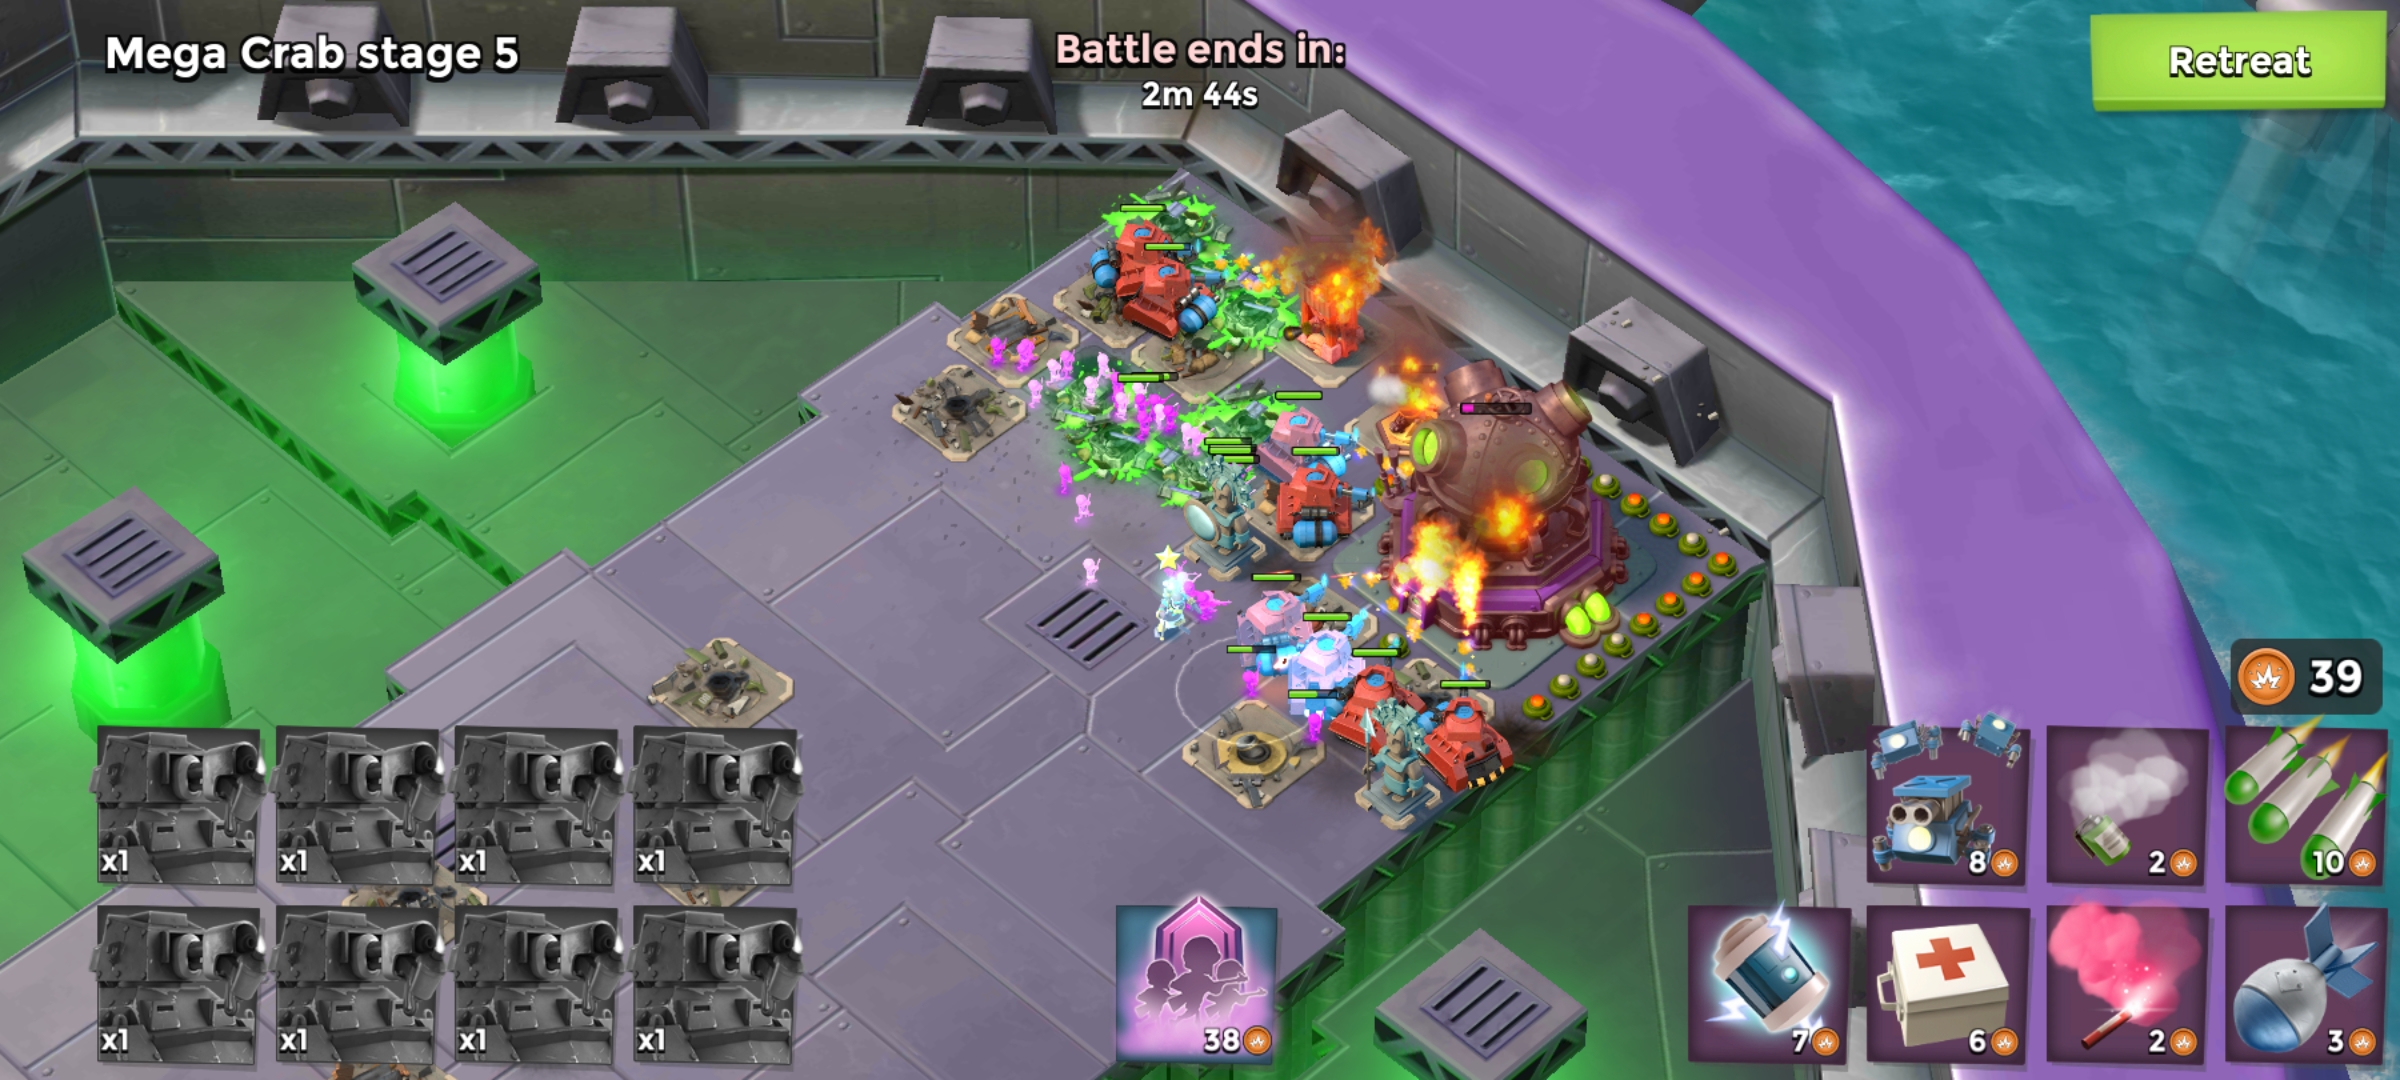 Mega Crab stage 5
Battle ends in:
2m 44s
Retreat
39
x1
x1
x1
x1
8
2
10
x1
x1
x1
x1
38
7
6
2
3